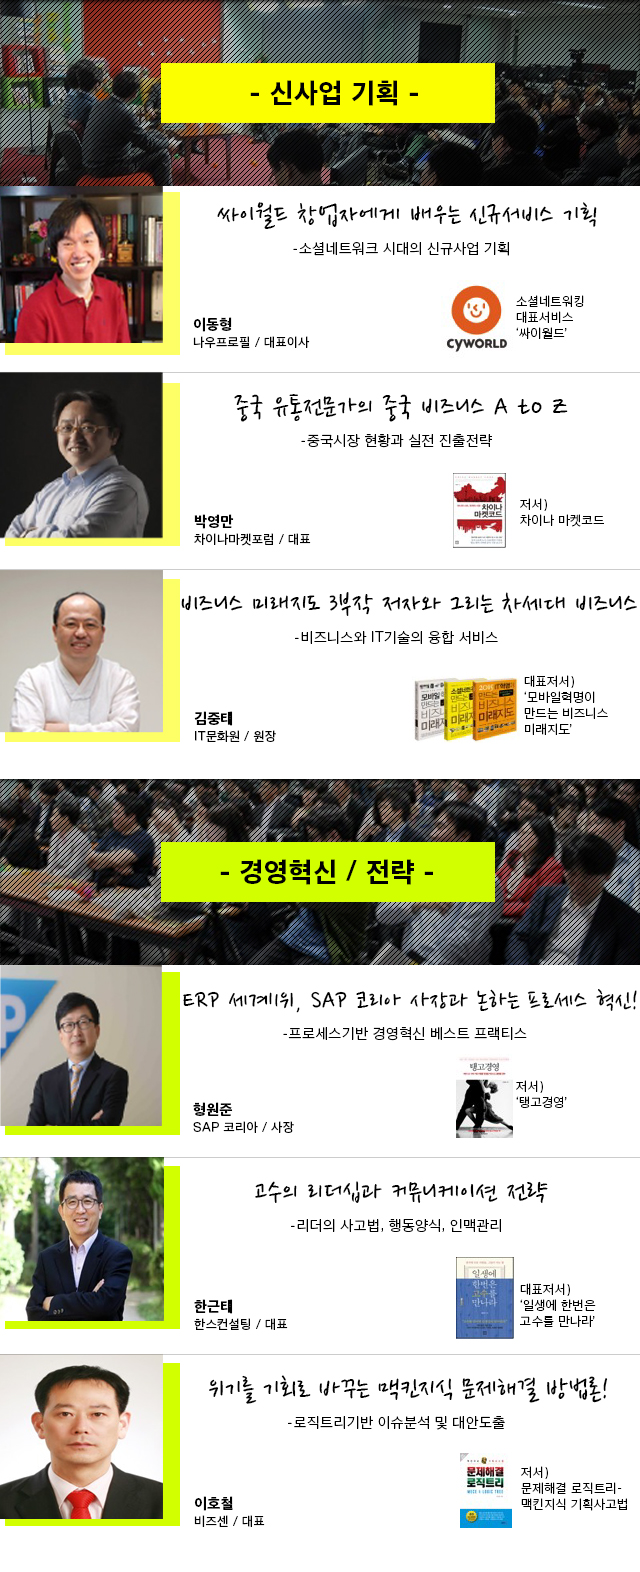 - 신사업 기획 -
싸이월드 창업자에게 배우는 신규서비스 기획
-소셜네트워크 시대의 신규사업 기획
이동형
나우프로필 / 대표이사
CYWORLD
소셜네트워킹
대표서비스
‘싸이월드’
중국 유통전문가의 중국 비즈니스 A to Z
-중국시장 현황과 실전 진출전략
박영만
차이나마켓포럼 / 대표
차이나
마켓코드
저서)
차이나 마켓코드
비즈니스 미래지도 3부작 저자와 그리는 차세대 비즈니스
-비즈니스와 IT기술의 융합 서비스
김중태
IT문화원 / 원장
대표저서)
‘모바일혁명이
만드는 비즈니스
미래지도’
- 경영혁신 / 전략 -
ERP 세계1위, SAP 코리아 사장과 논하는 프로세스 혁신!
-프로세스기반 경영혁신 베스트 프랙티스
형원준
SAP 코리아 / 사장
탱고경영
저서)
‘탱고경영’
고수의 리더십과 커뮤니케이션 전략
-리더의 사고법, 행동양식, 인맥관리
한근태
한스컨설팅 / 대표
일생에
한번은
고수를
만나라
대표저서)
‘일생에 한번은
고수를 만나라’
위기를 기회로 바꾸는 맥킨지식 문제해결 방법론!
-로직트리기반 이슈분석 및 대안도출
이호철
비즈센 / 대표
문제해결
로직트리
저서)
문제해결 로직트리-
맥킨지식 기획사고법